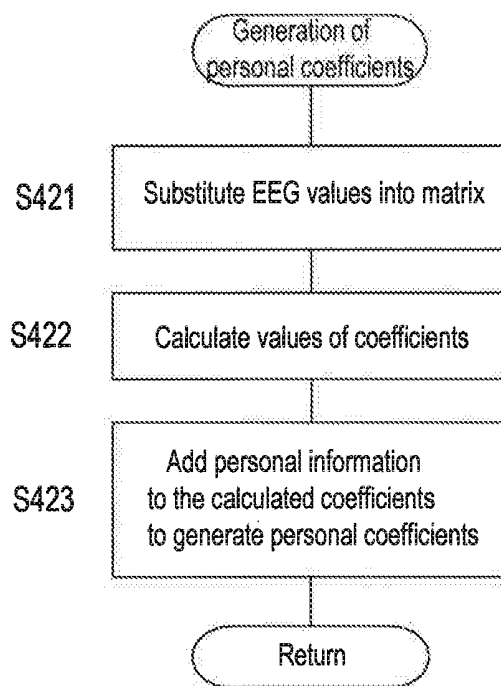 Generation of
personal coefficients
S421
Substitute EEG values into matrix
S422
Calculate values of coefficients
S423
Add personal information
to the calculated coefficients
to generate personal coefficients
Return